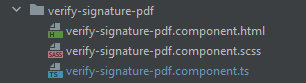 verify-signature-pdf
verify-signature-pdf.component.html
verify-signature-pdf.component.scss
verify-signature-pdf.component.ts